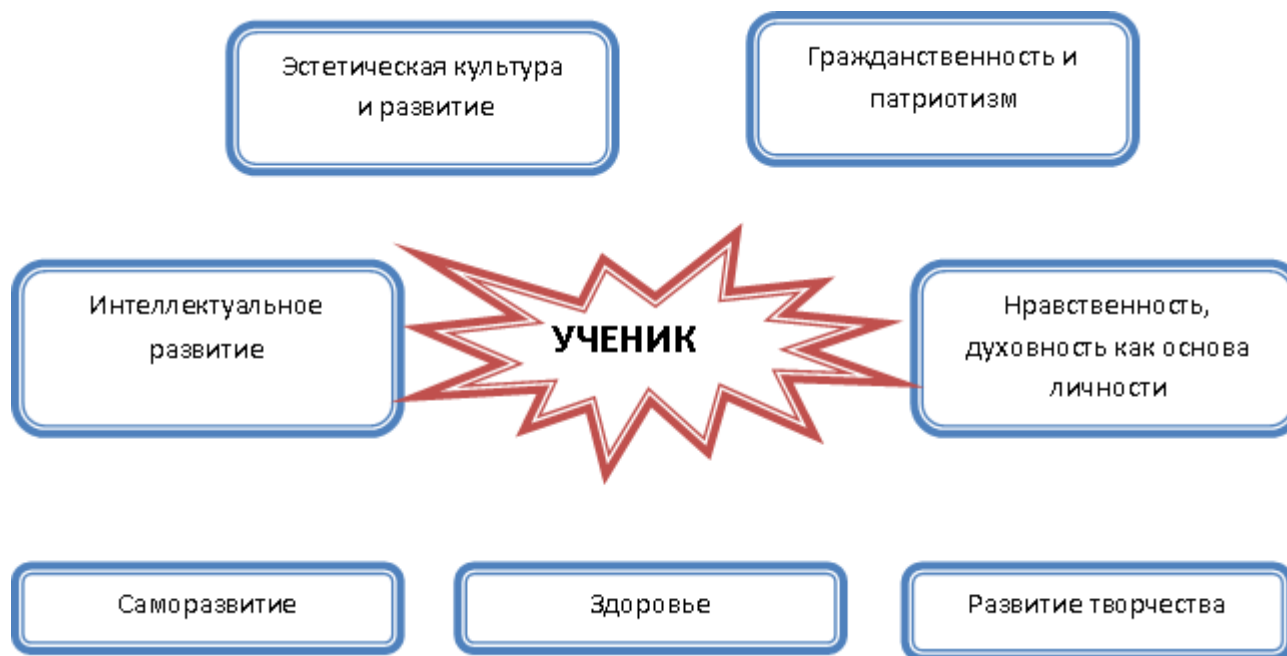 Эстетическая культура
и развитие
Гражданственность и
патриотизм
Интеллектуальное
развитие
УЧЕНИК
Нравственность,
духовность как основа
личности
Саморазвитие
Здоровье
Развитие творчества